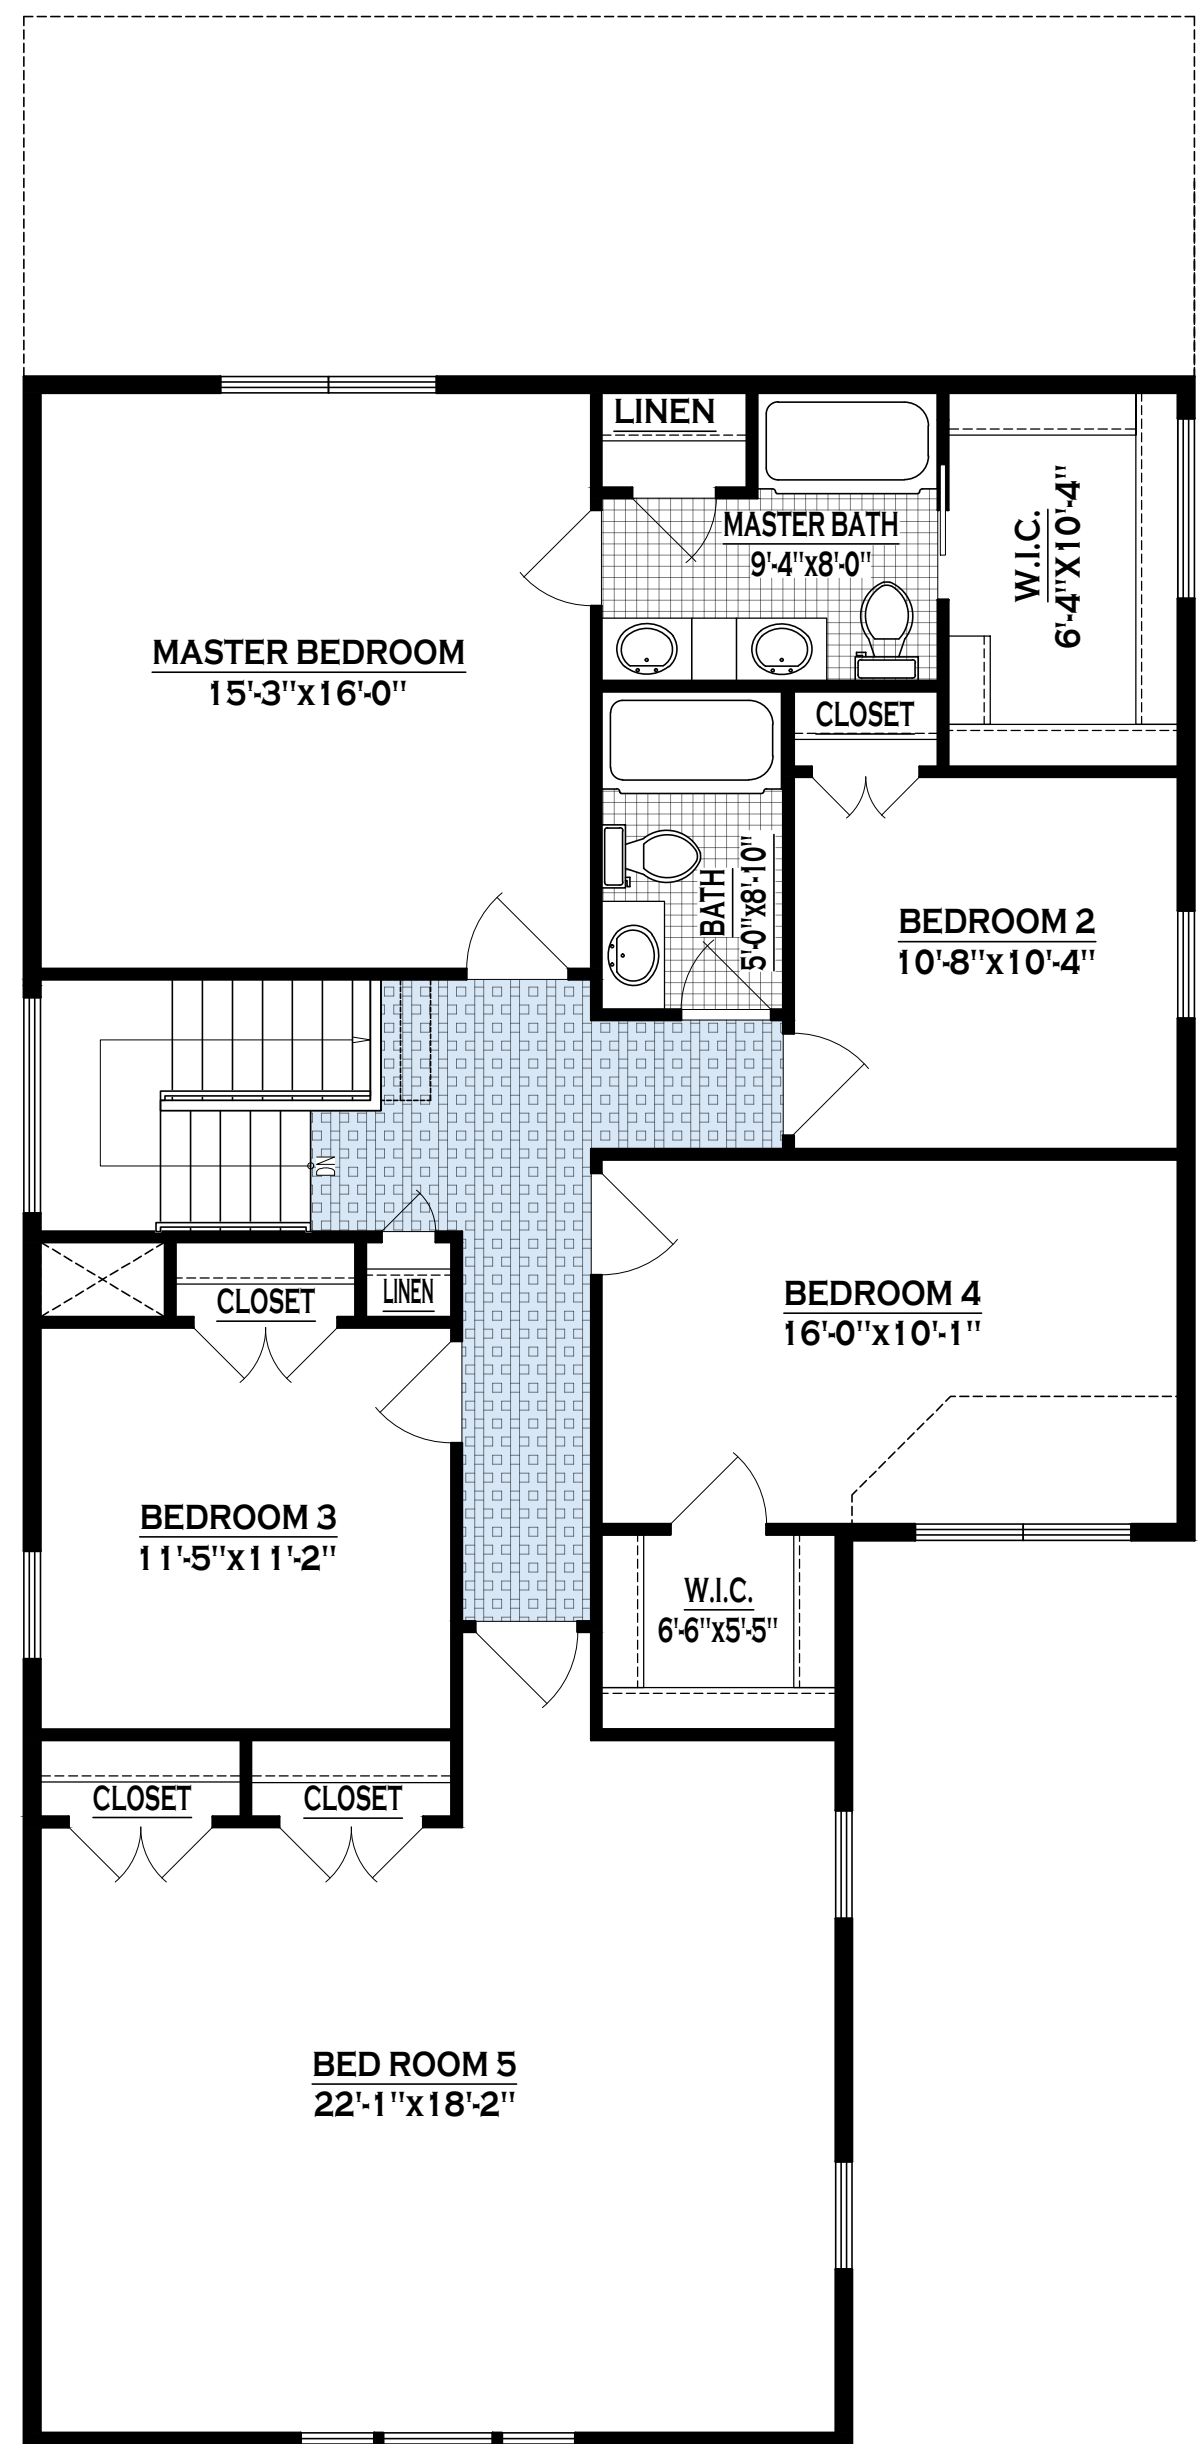 LINEN
MASTER BATH
9'-4"x8'-0"
W.I.C.
6'-4"X10'-4"
MASTER BEDROOM
15'-3"x16'-0"
CLOSET
BATH
5'-0"x8'-10"
BEDROOM 2
10'-8"x10'-4"
DN
LINEN
CLOSET
BEDROOM 4
16'-0"x10'-1"
BEDROOM 3
11'-5"x11'-2"
W.I.C.
6'-6"x5'-5"
CLOSET
CLOSET
BED ROOM 5
22'-1"x18'-2"